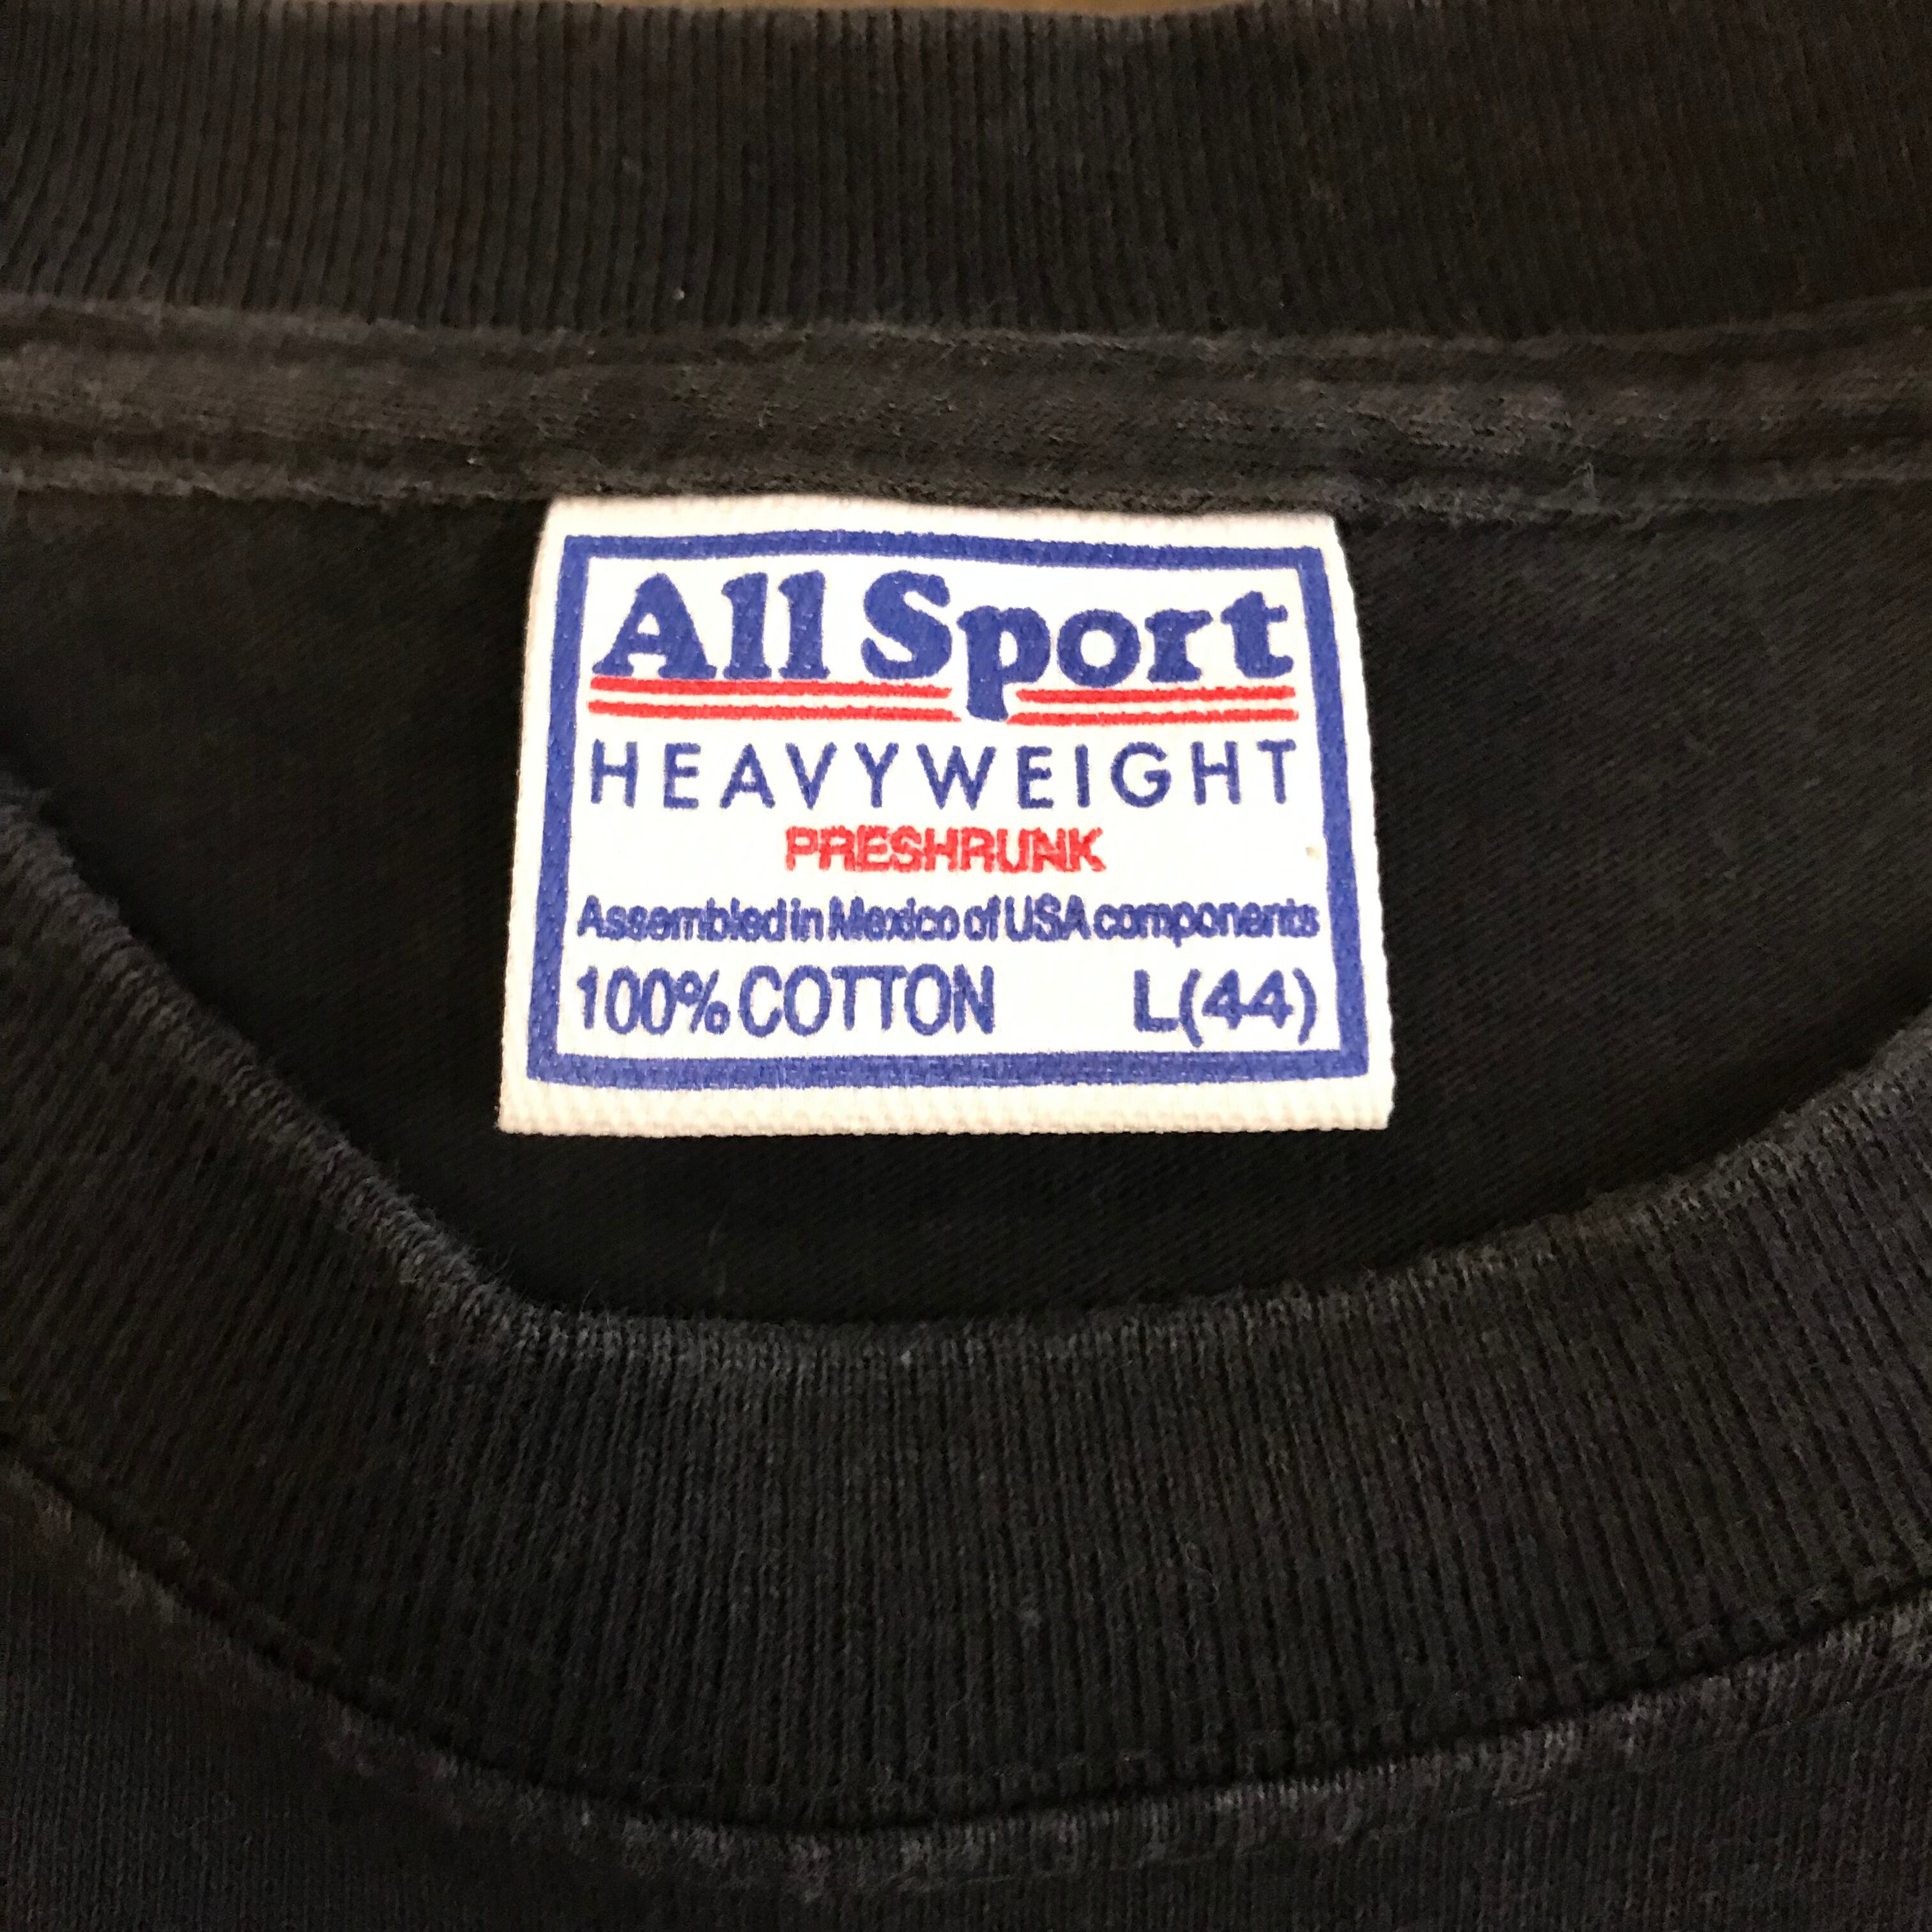 All Sport
HEAVYWEIGHT
PRESHRUNK
Assembled in Mexico of USA components
100% COTTON L(44)